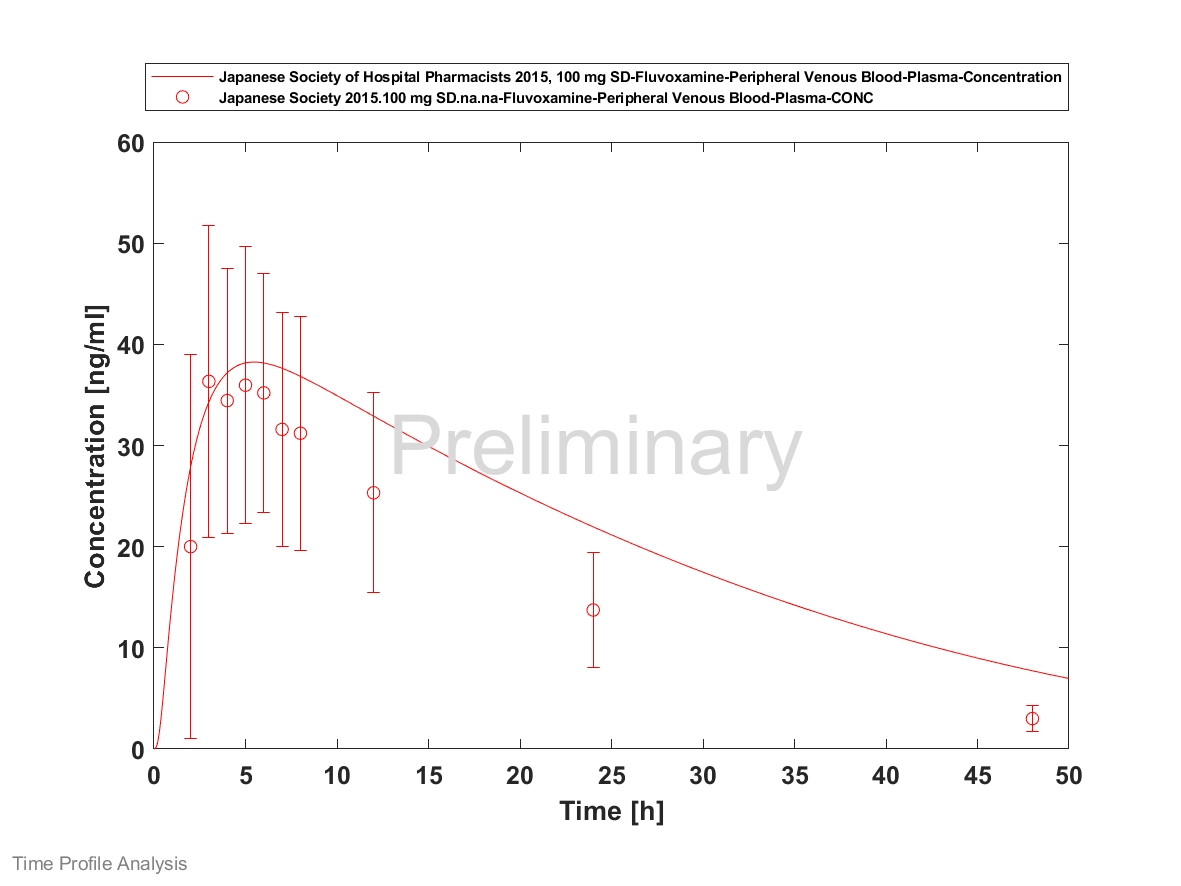 Japanese Society of Hospital Pharmacists 2015, 100 mg SD-Fluvoxamine-Peripheral Venous Blood-Plasma-Concentration
Japanese Society 2015.100 mg SD.na.na-Fluvoxamine-Peripheral Venous Blood-Plasma-CONC
60
50
40
30
20
10
0
Concentration [ng/ml]
Preliminary
0 5 10 15 20 25 30 35 40 45 50
Time [h]
Time Profile Analysis